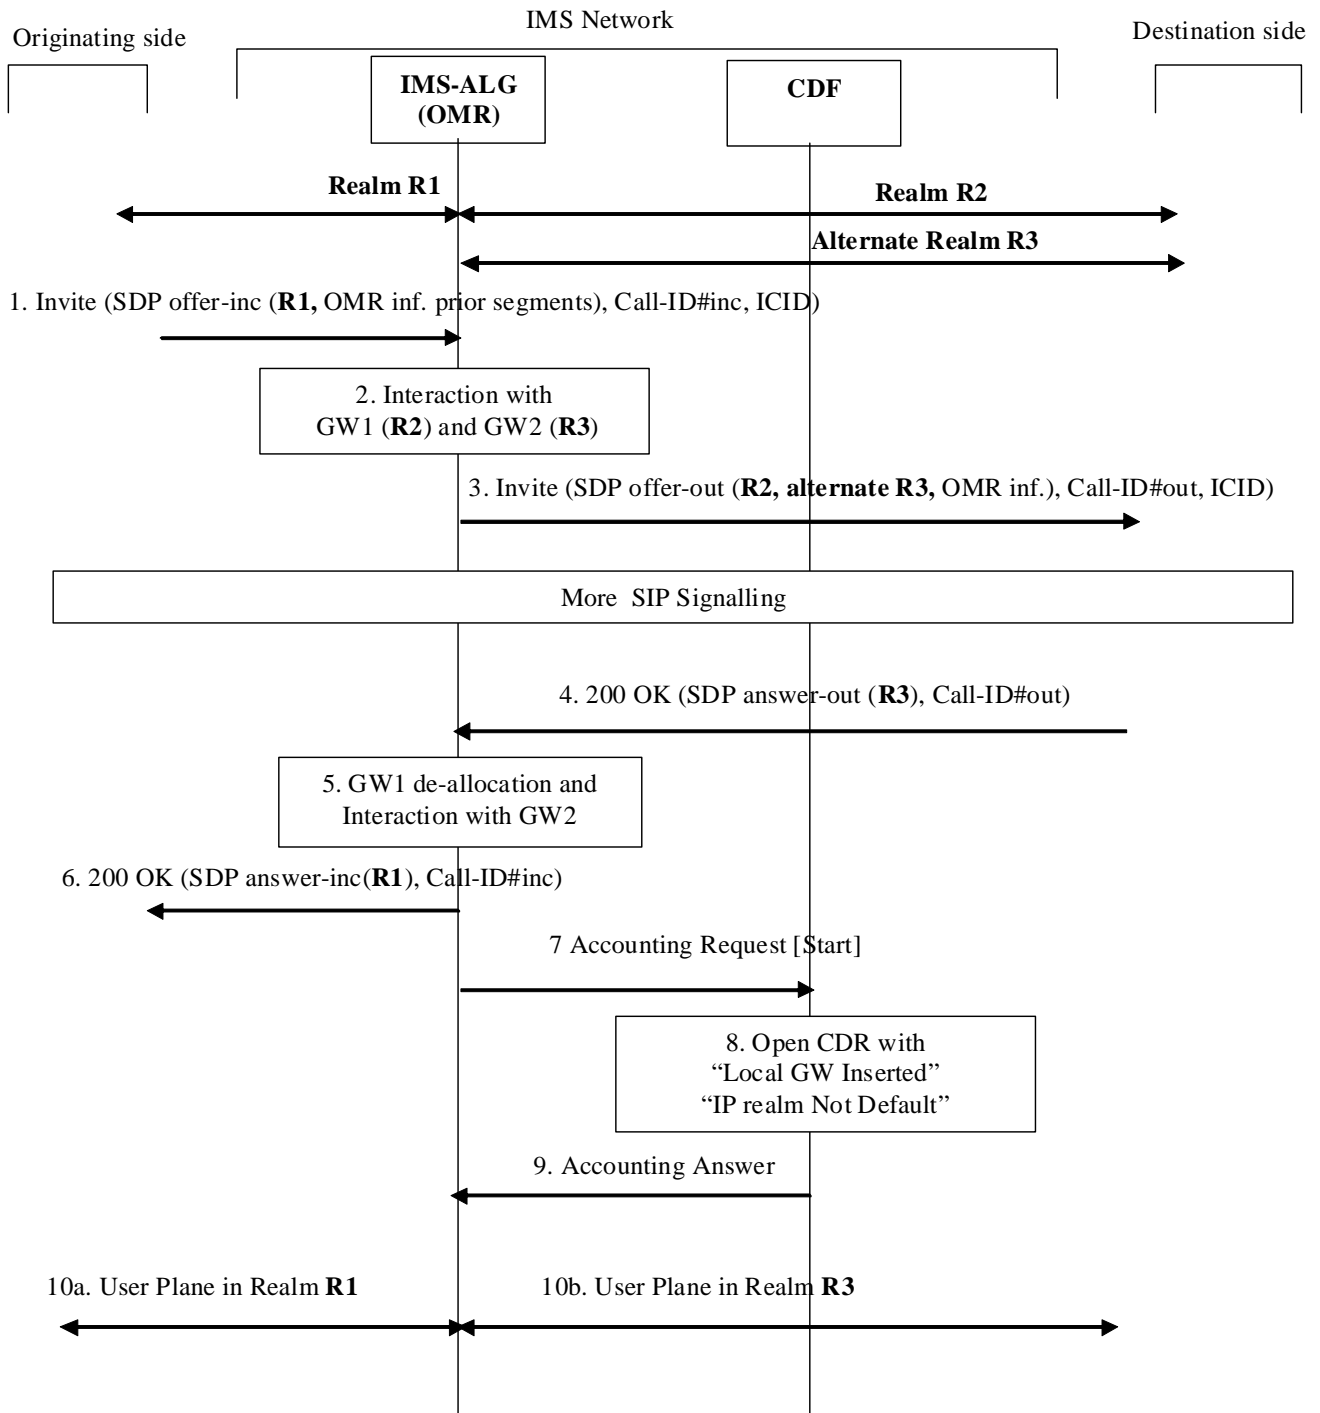 IMS Network
Originating side
Destination side
IMS-ALG
(OMR)
CDF
Realm R1
Realm R2
Alternate Realm R3
1. Invite (SDP offer-inc (R1, OMR inf. prior segments), Call-ID#inc, ICID)
2. Interaction with
GW1 (R2) and GW2 (R3)
3. Invite (SDP offer-out (R2, alternate R3, OMR inf.), Call-ID#out, ICID)
More SIP Signalling
4. 200 OK (SDP answer-out (R3), Call-ID#out)
5. GW1 de-allocation and
Interaction with GW2
6. 200 OK (SDP answer-inc(R1), Call-ID#inc)
7 Accounting Request [Start]
8. Open CDR with
“Local GW Inserted”
“IP realm Not Default”
9. Accounting Answer
10a. User Plane in Realm R1
10b. User Plane in Realm R3